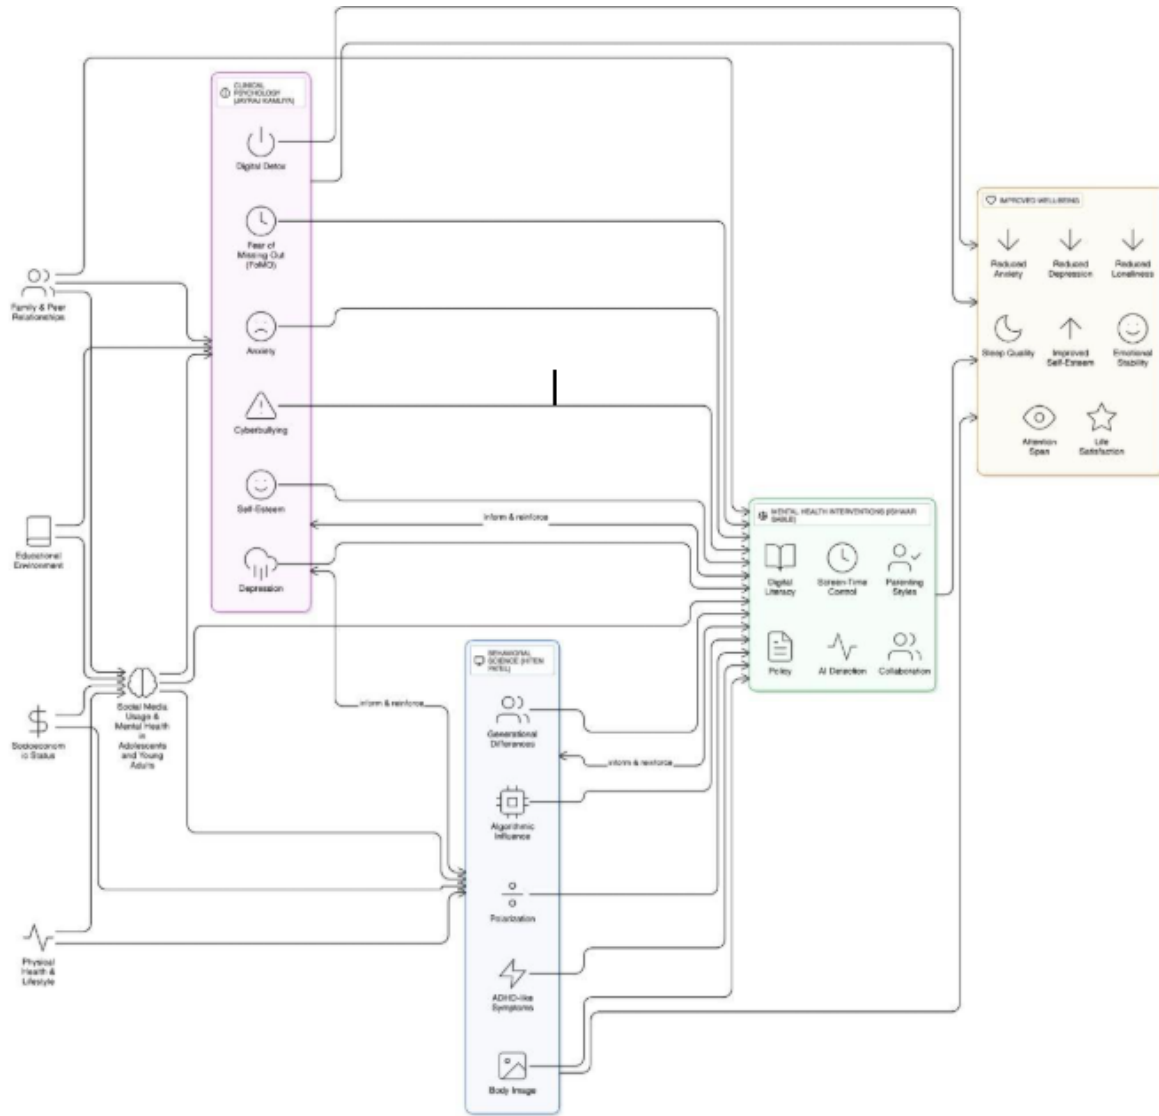 CLINICAL
PSYCHOLOGY
Digital Detox
Fear of
Missing Out
(FoMO)
Anxiety
Cyberbullying
Self-Esteem
Depression
Family & Peer
Relationships
Educational
Environment
Socioeconom
ic Status
Physical
Health &
Lifestyle
Social Media
Usage &
Mental Health
in
Adolescents
and Young
Adults
inform & reinforce
inform & reinforce
inform & reinforce
BEHAVIORAL
SCIENCE (HITEN
PATEL)
Generational
Differences
Algorithmic
Influence
Polarization
ADHD-like
Symptoms
Body Image
MENTAL HEALTH INTERVENTIONS
Digital
Literacy
Screen-Time
Control
Parenting
Styles
Policy
AI Detection
Collaboration
IMPROVED WELL-BEING
Reduced
Anxiety
Reduced
Depression
Reduced
Loneliness
Sleep Quality
Improved
Self-Esteem
Emotional
Stability
Attention
Span
Life
Satisfaction